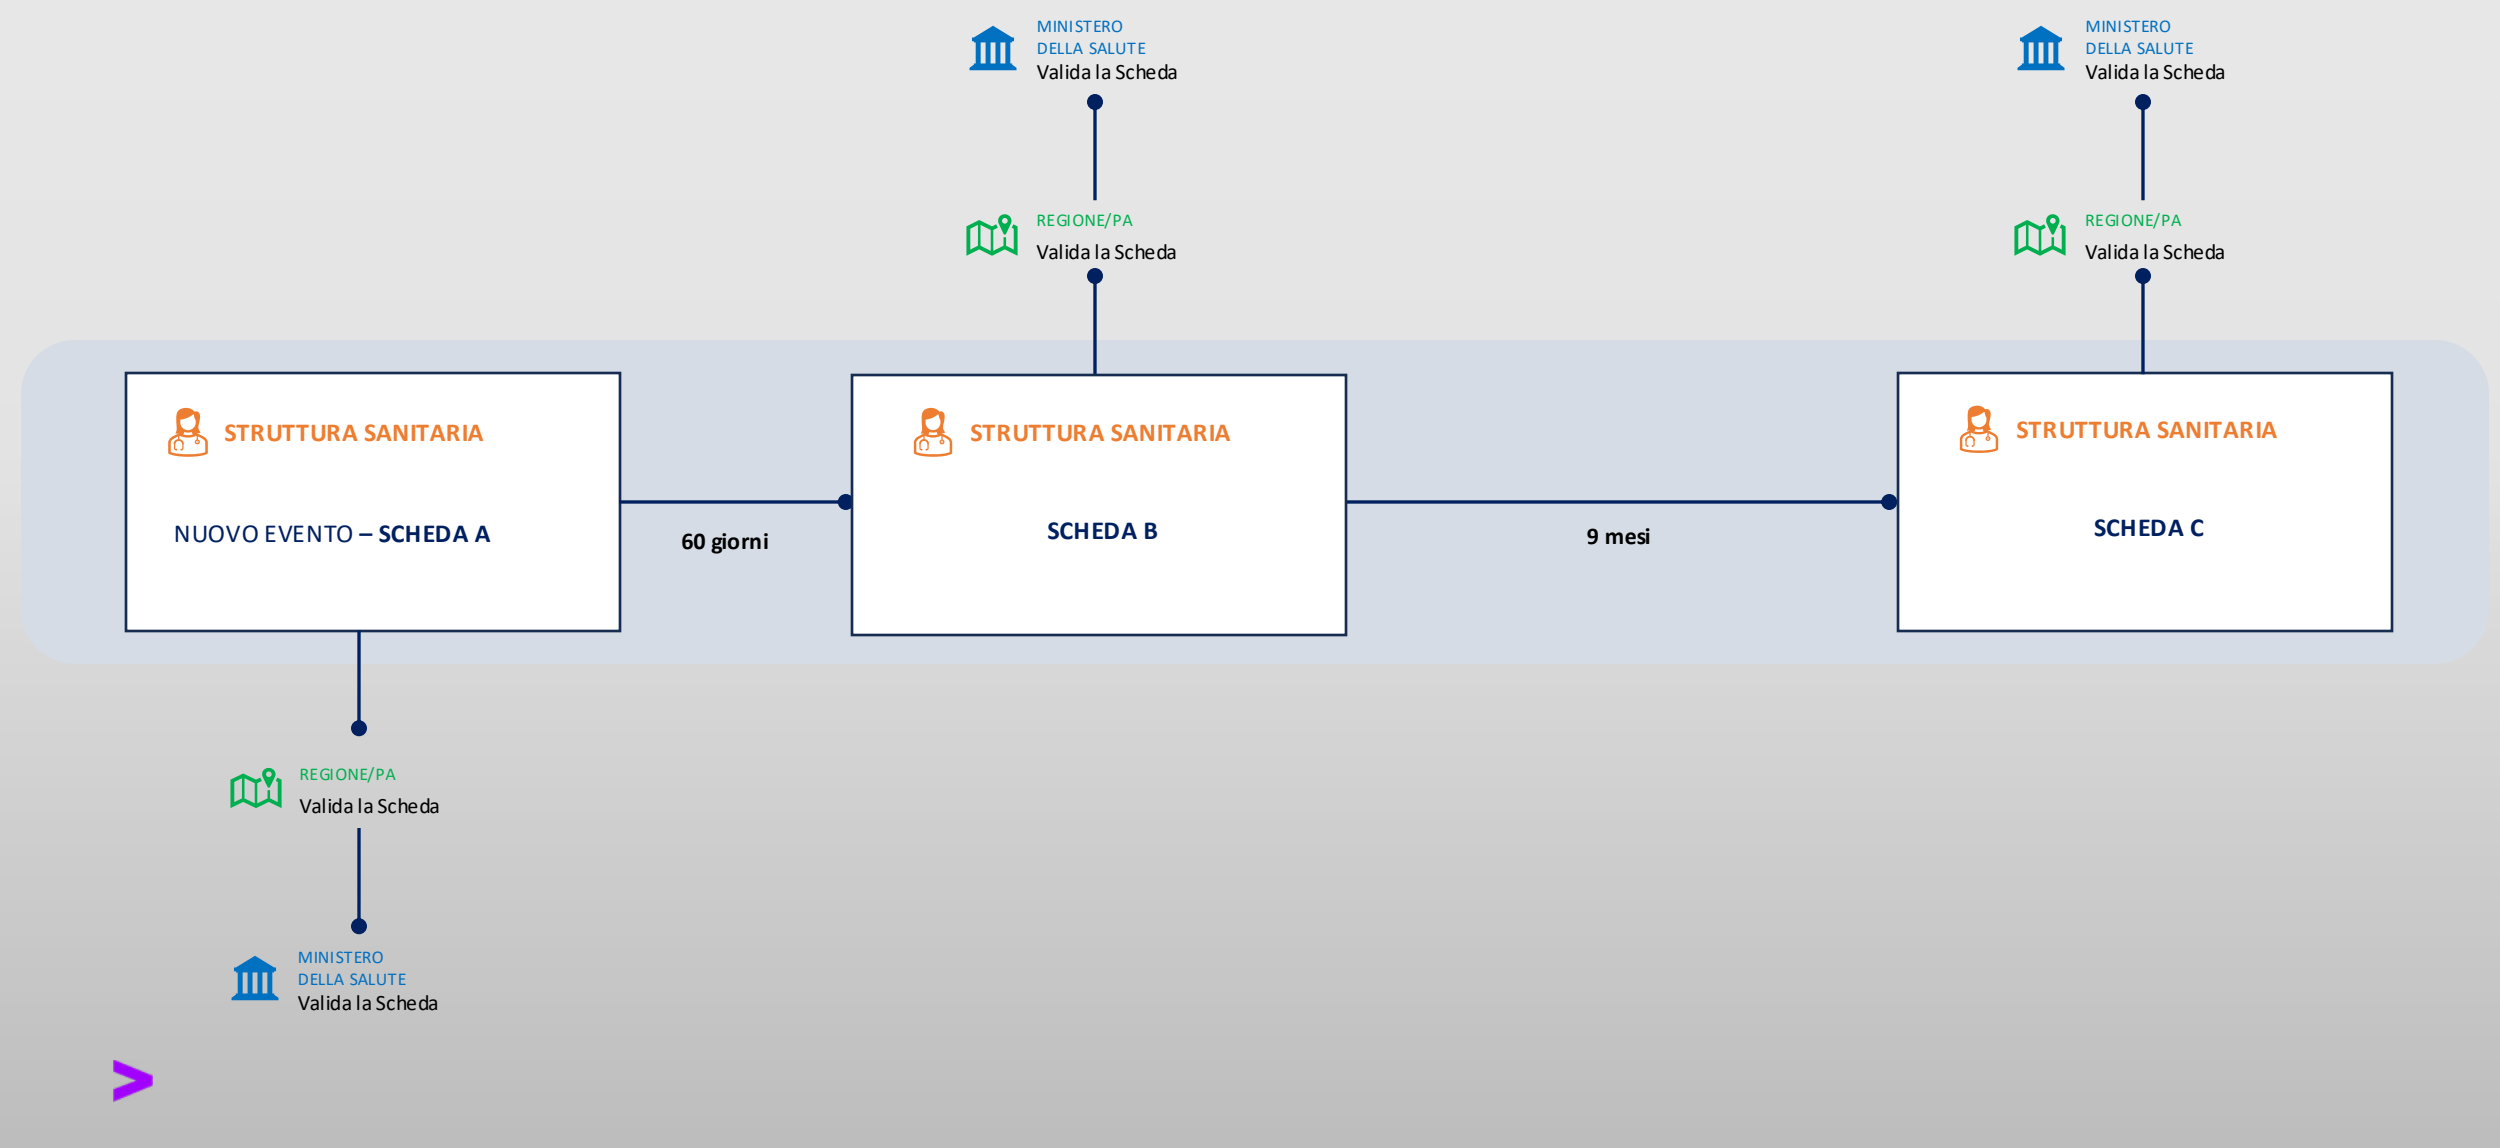 MINISTERO
DELLA SALUTE
Valida la Scheda
MINISTERO
DELLA SALUTE
Valida la Scheda
REGIONE/PA
Valida la Scheda
REGIONE/PA
Valida la Scheda
STRUTTURA SANITARIA
NUOVO EVENTO – SCHEDA A
60 giorni
STRUTTURA SANITARIA
SCHEDA B
9 mesi
STRUTTURA SANITARIA
SCHEDA C
REGIONE/PA
Valida la Scheda
MINISTERO
DELLA SALUTE
Valida la Scheda